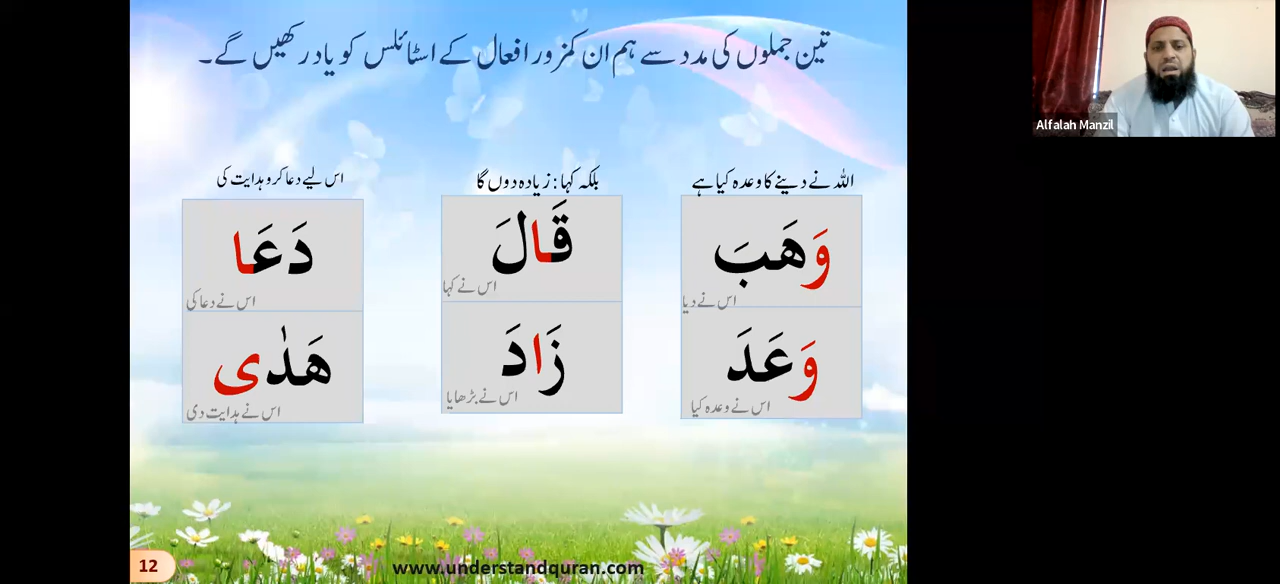 تین جملوں کی مدد سے ہم ان کمزور افعال کے اسٹائلس کو یاد رکھیں گے۔
اللہ نے دینے کا وعدہ کیا ہے
وَهَبَ
اس نے دیا
وَعَدَ
اس نے وعدہ کیا
بلکہ کہا: زیادہ دوں گا
قَالَ
اس نے کہا
زَادَ
اس نے بڑھایا
اس لیے دعا کرو ہدایت کی
دَعَا
اس نے دعا کی
هَدٰى
اس نے ہدایت دی
12
www.understandquran.com
Alfalah Manzil